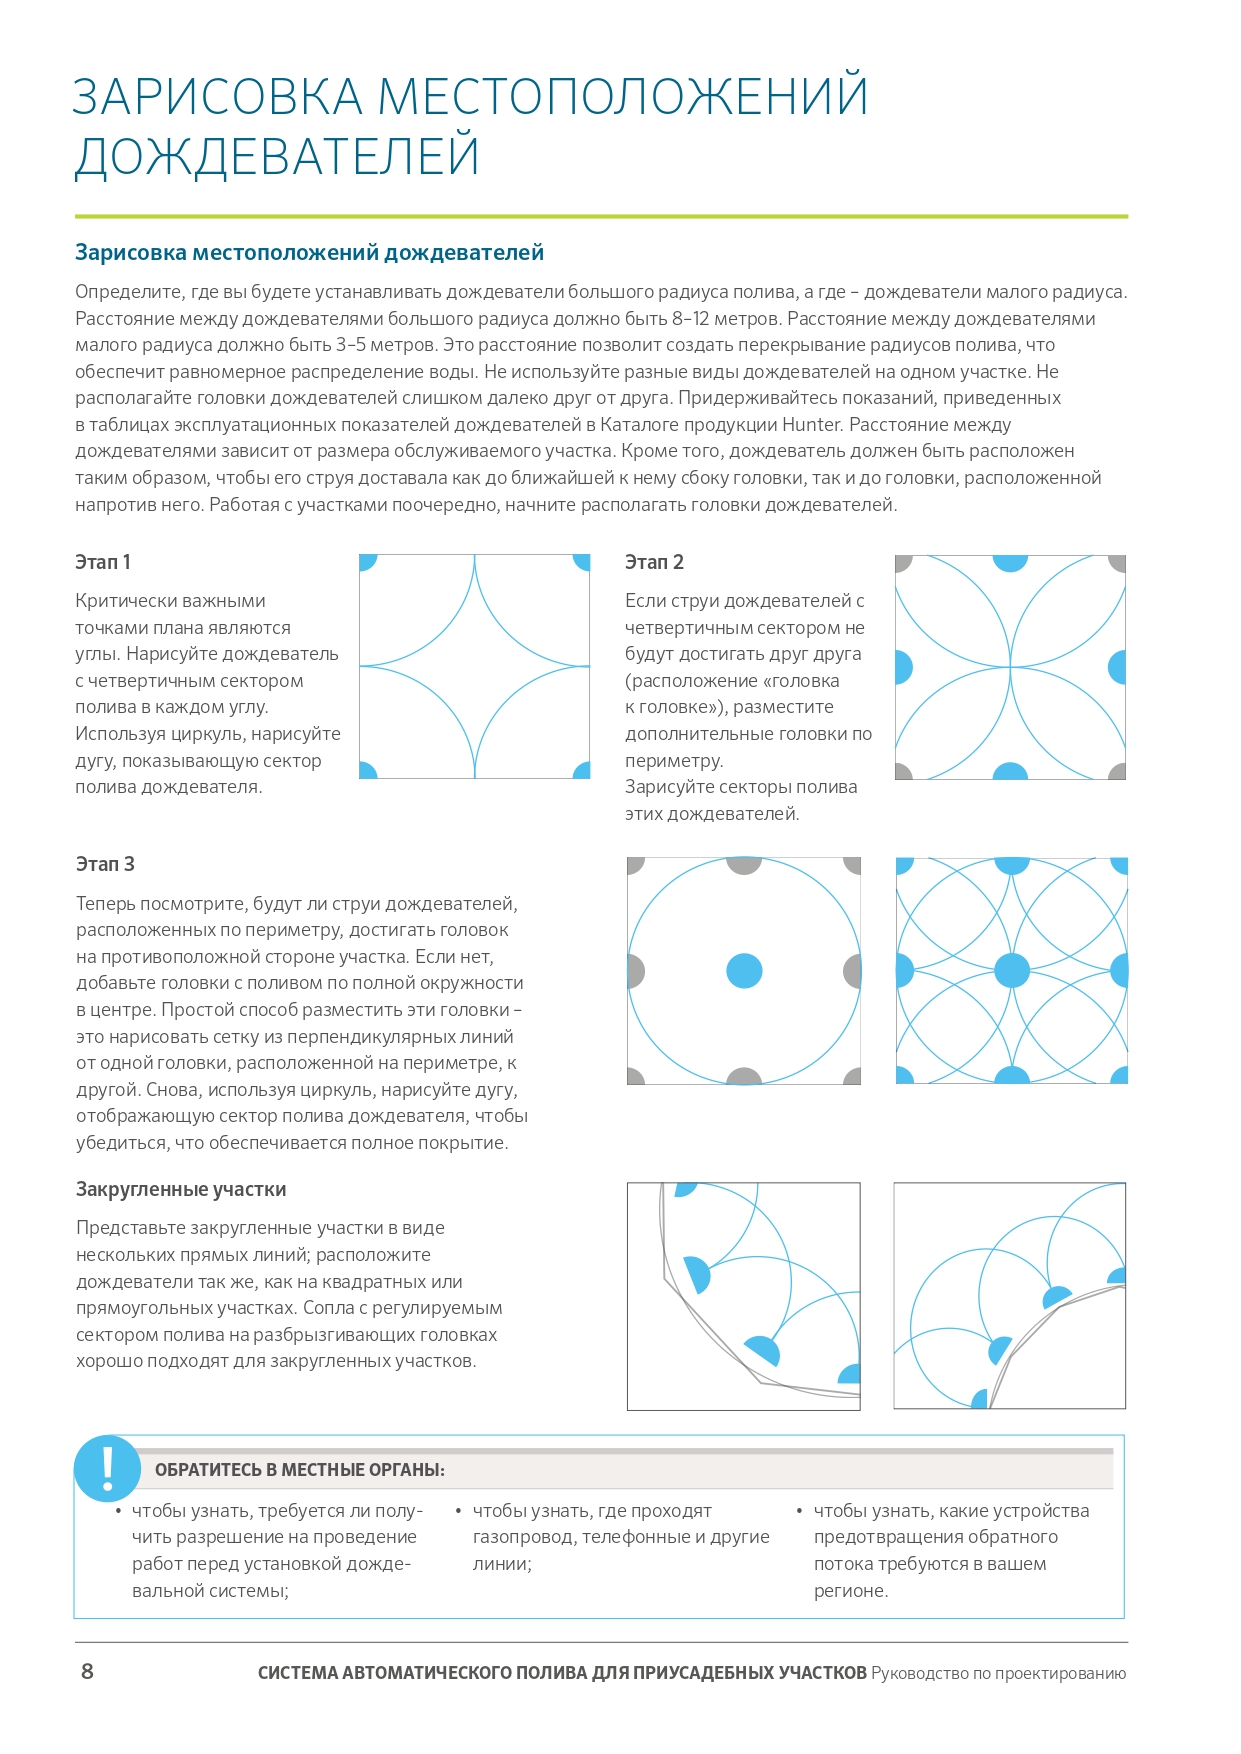 ЗАРИСОВКА МЕСТОПОЛОЖЕНИЙ
ДОЖДЕВАТЕЛЕЙ
Зарисовка местоположений дождевателей
Определите, где вы будете устанавливать дождеватели большого радиуса полива, а где – дождеватели малого радиуса.
Расстояние между дождевателями большого радиуса должно быть 8–12 метров. Расстояние между дождевателями
малого радиуса должно быть 3–5 метров. Это расстояние позволит создать перекрывание радиусов полива, что
обеспечит равномерное распределение воды. Не используйте разные виды дождевателей на одном участке. Не
располагайте головки дождевателей слишком далеко друг от друга. Придерживайтесь показаний, приведенных
в таблицах эксплуатационных показателей дождевателей в Каталоге продукции Hunter. Расстояние между
дождевателями зависит от размера обслуживаемого участка. Кроме того, дождеватель должен быть расположен
таким образом, чтобы его струя доставала как до ближайшей к нему сбоку головки, так и до головки, расположенной
напротив него. Работая с участками поочередно, начните располагать головки дождевателей.
Этап 1
Критически важными
точками плана являются
углы. Нарисуйте дождеватель
с четвертичным сектором
полива в каждом углу.
Используя циркуль, нарисуйте
дугу, показывающую сектор
полива дождевателя.
Этап 2
Если струи дождевателей с
четвертичным сектором не
будут достигать друг друга
(расположение «головка
к головке»), разместите
дополнительные головки по
периметру.
Зарисуйте секторы полива
этих дождевателей.
Этап 3
Теперь посмотрите, будут ли струи дождевателей,
расположенных по периметру, достигать головок
на противоположной стороне участка. Если нет,
добавьте головки с поливом по полной окружности
в центре. Простой способ разместить эти головки –
это нарисовать сетку из перпендикулярных линий
от одной головки, расположенной на периметре, к
другой. Снова, используя циркуль, нарисуйте дугу,
отображающую сектор полива дождевателя, чтобы
убедиться, что обеспечивается полное покрытие.
Закругленные участки
Представьте закругленные участки в виде
нескольких прямых линий; расположите
дождеватели так же, как на квадратных или
прямоугольных участках. Сопла с регулируемым
сектором полива на разбрызгивающих головках
хорошо подходят для закругленных участков.
!
ОБРАТИТЕСЬ В МЕСТНЫЕ ОРГАНЫ:
• чтобы узнать, требуется ли полу-
чить разрешение на проведение
работ перед установкой дожде-
вальной системы;
• чтобы узнать, где проходят
газопровод, телефонные и другие
линии;
• чтобы узнать, какие устройства
предотвращения обратного
потока требуются в вашем
регионе.
8
СИСТЕМА АВТОМАТИЧЕСКОГО ПОЛИВА ДЛЯ ПРИУСАДЕБНЫХ УЧАСТКОВ Руководство по проектированию